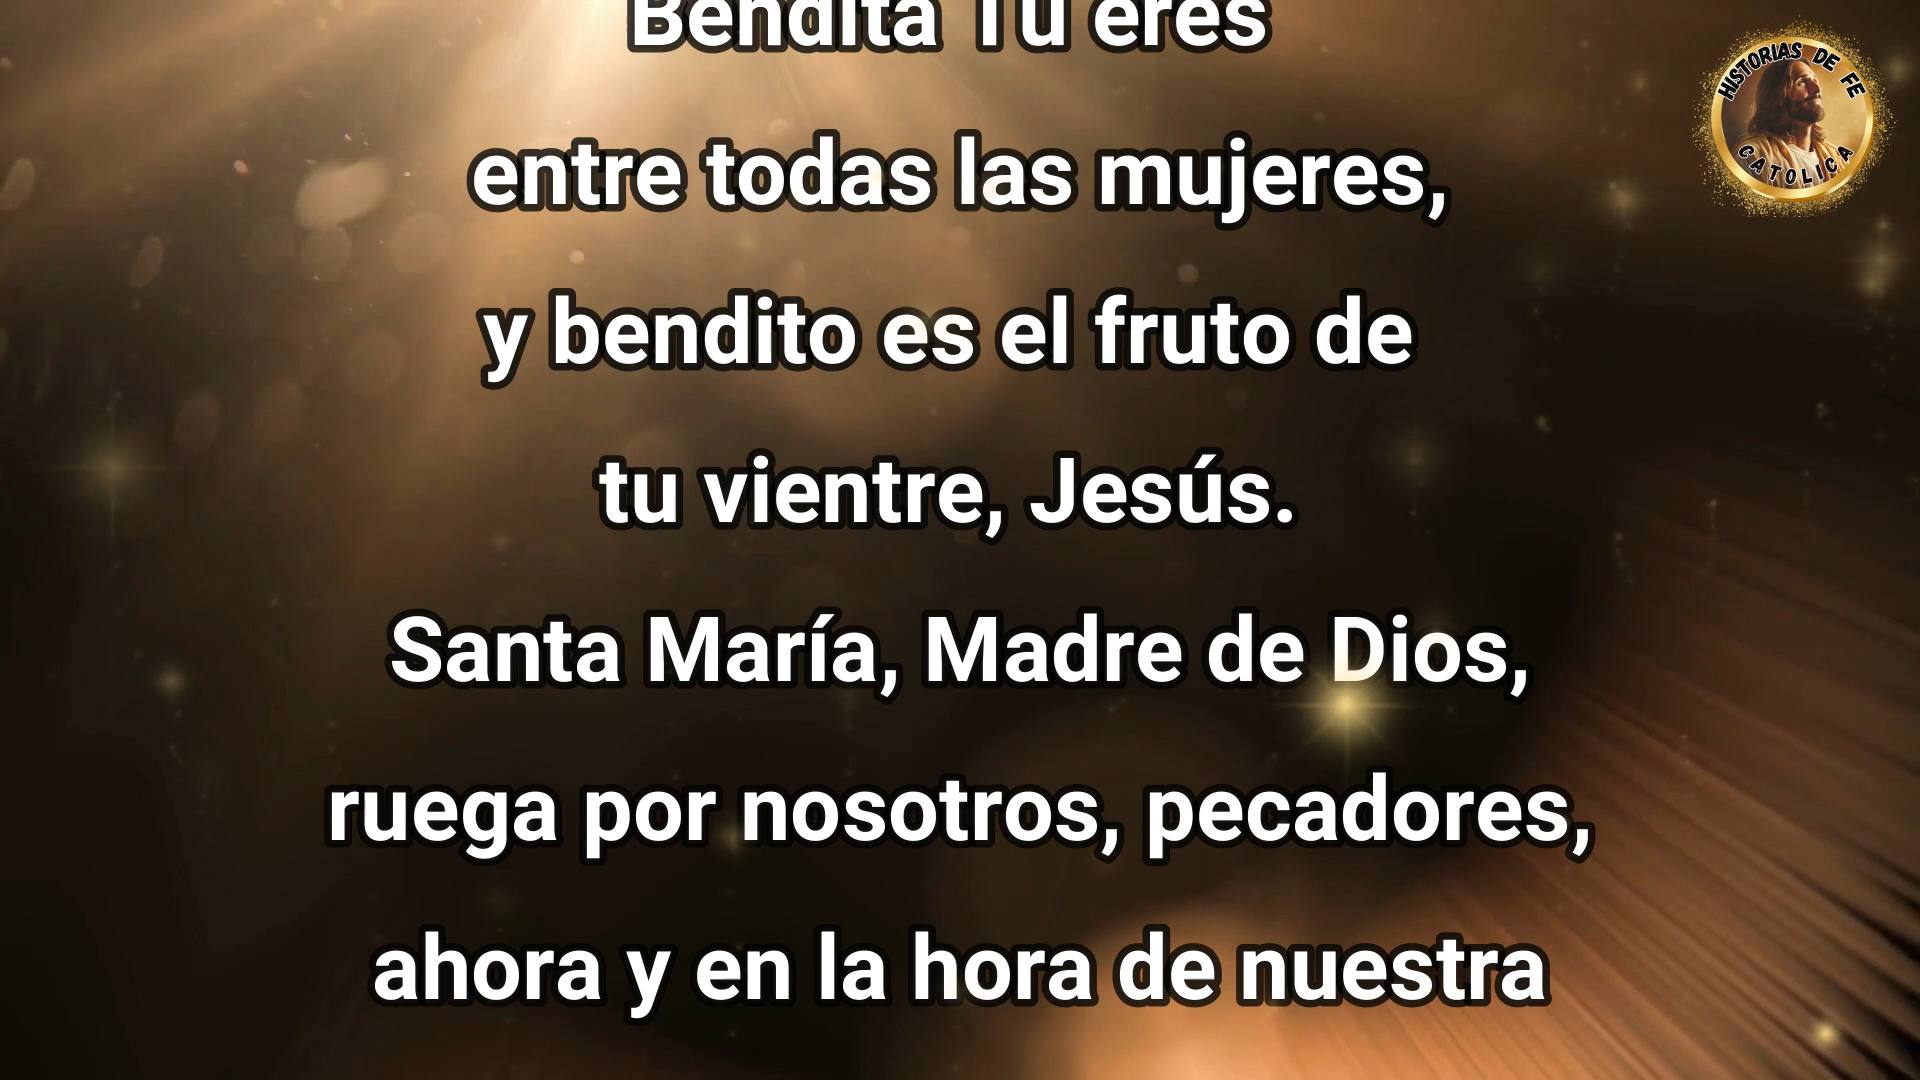 Bendita Tú eres
entre todas las mujeres,
y bendito es el fruto de
tu vientre, Jesús.
Santa María, Madre de Dios,
ruega por nosotros, pecadores,
ahora y en la hora de nuestra
HISTORIAS DE FE
CATOLICA